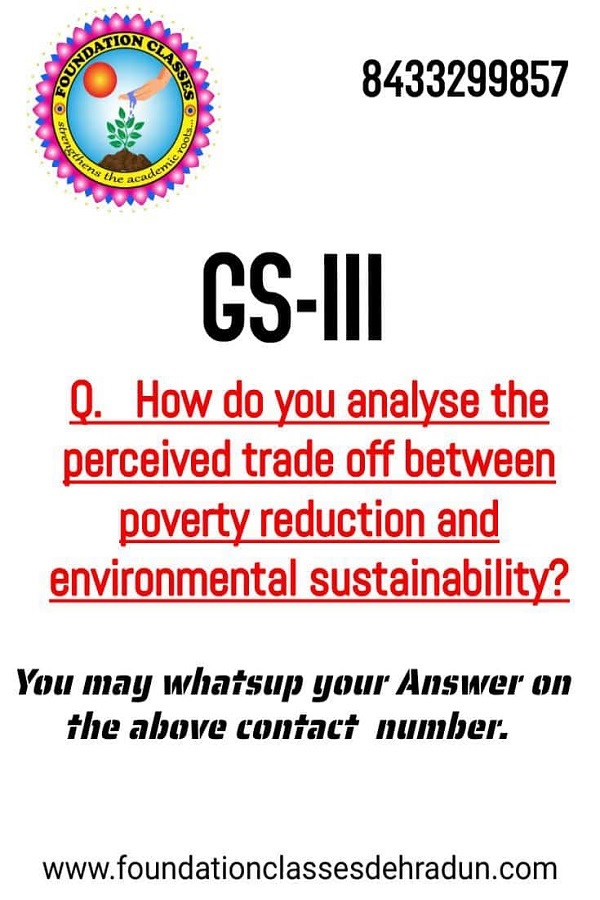 FOUNDATION CLASSES
strengthens the academic roots...
8433299857
GS-III
Q. How do you analyse the
perceived trade off between
poverty reduction and
environmental sustainability?
You may whatsup your Answer on
the above contact number.
www.foundationclassesdehradun.com